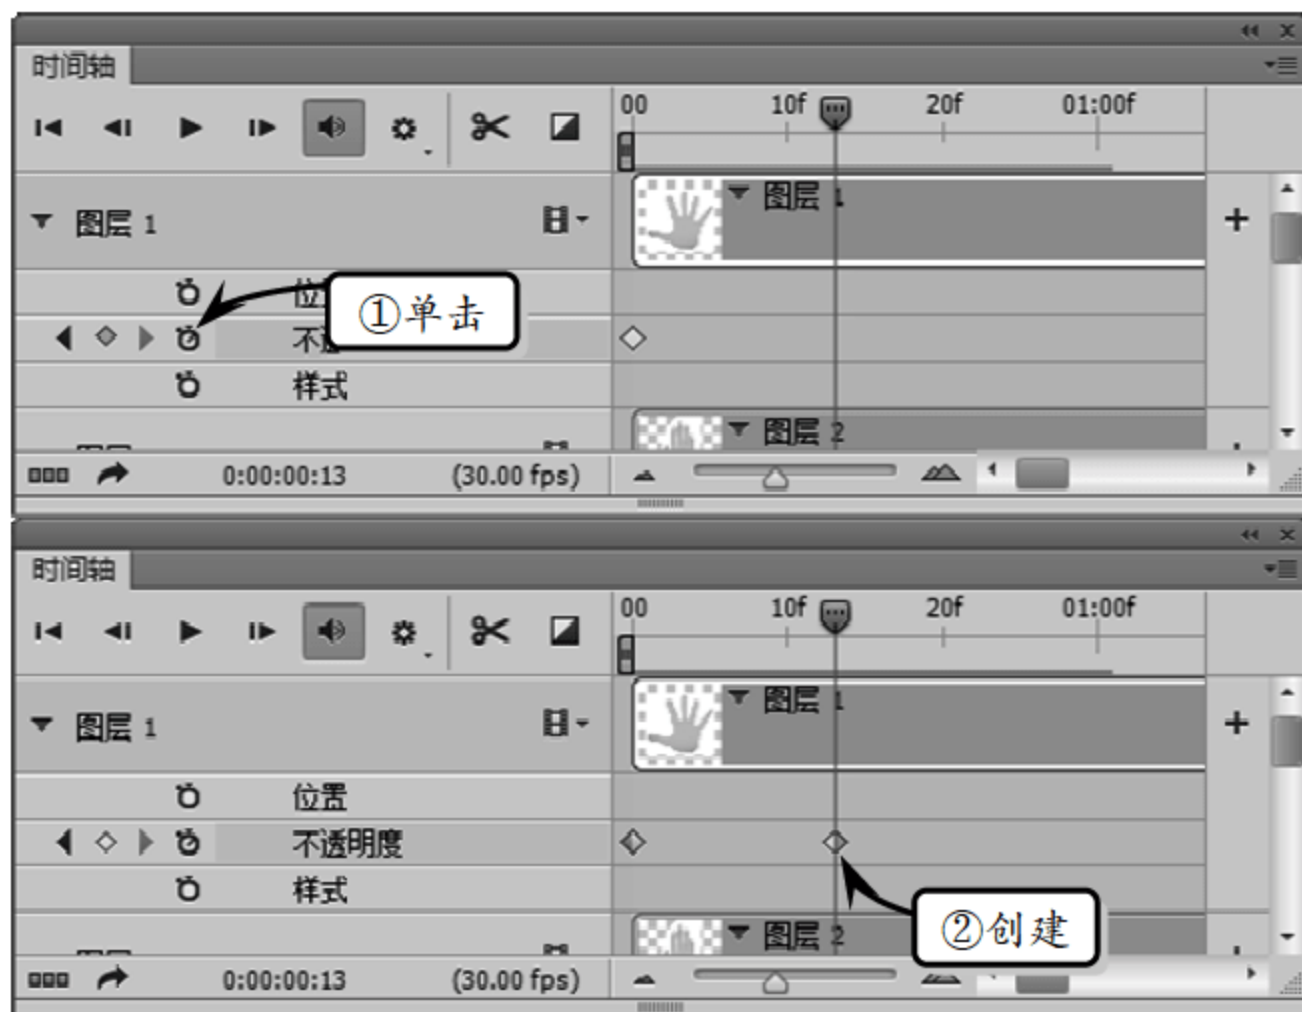 时间轴
00 10f 20f 01:00f
图层 1
图层 1
位
①单击
不透
样式
图层 2
0:00:00:13 (30.00 fps)
时间轴
00 10f 20f 01:00f
图层 1
图层 1
位置
不透明度
样式
图层 2
②创建
0:00:00:13 (30.00 fps)